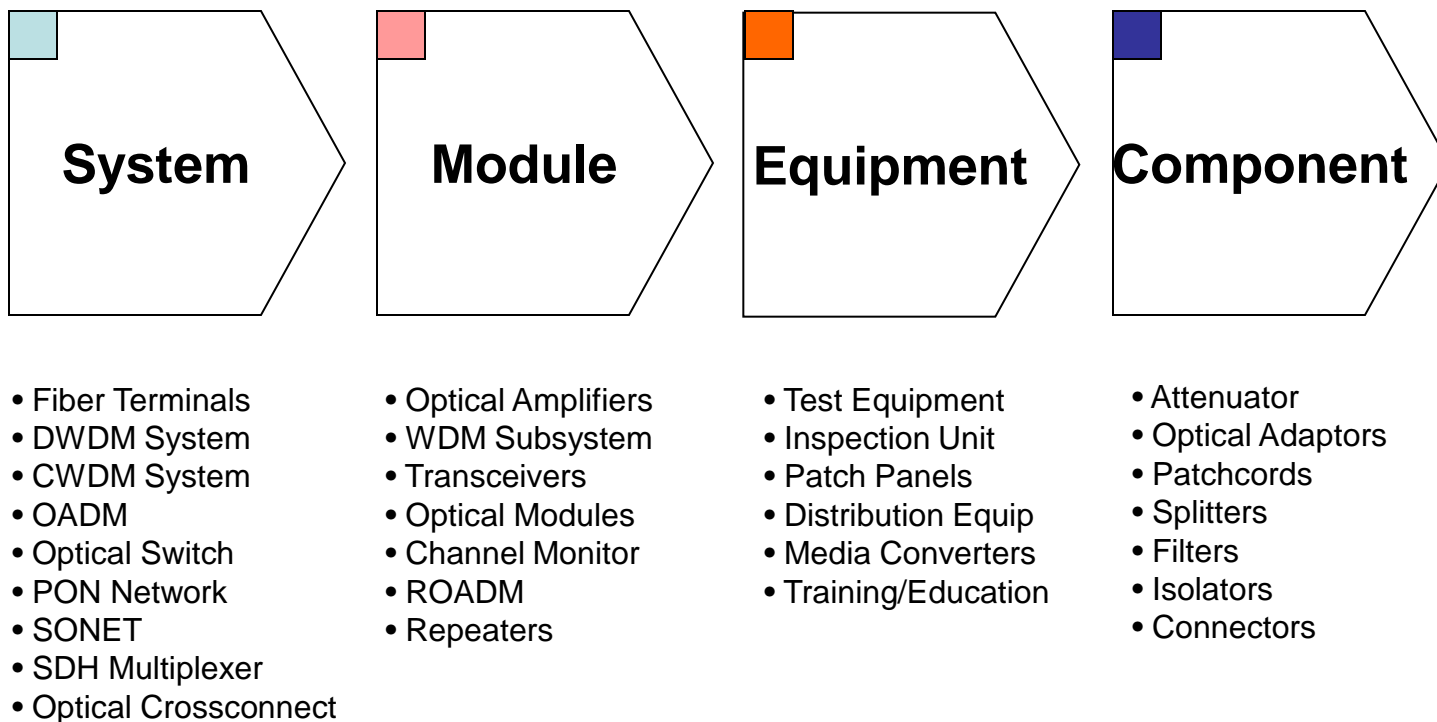 System
Module
Equipment
Component
• Fiber Terminals
• DWDM System
• CWDM System
• OADM
• Optical Switch
• PON Network
• SONET
• SDH Multiplexer
• Optical Crossconnect
• Optical Amplifiers
• WDM Subsystem
• Transceivers
• Optical Modules
• Channel Monitor
• ROADM
• Repeaters
• Test Equipment
• Inspection Unit
• Patch Panels
• Distribution Equip
• Media Converters
• Training/Education
• Attenuator
• Optical Adaptors
• Patchcords
• Splitters
• Filters
• Isolators
• Connectors